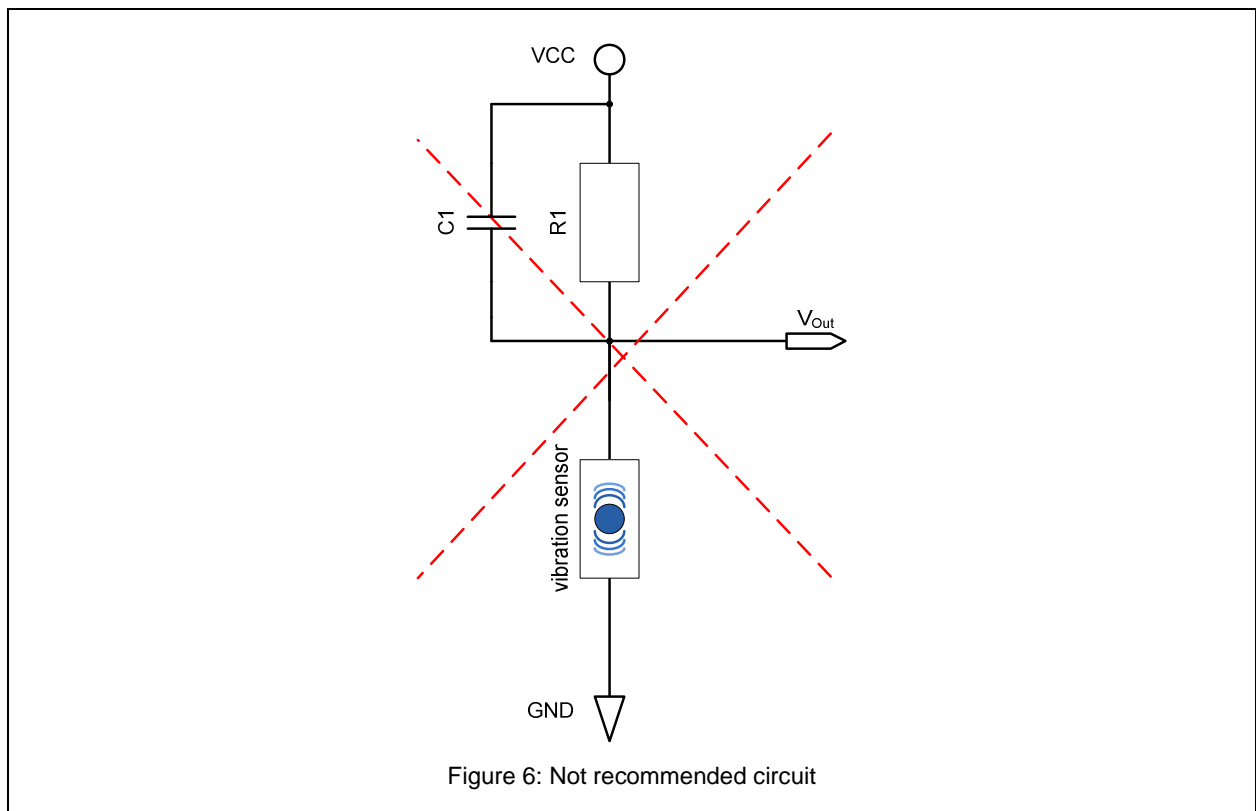 VCC
C1
R1
VOut
vibration sensor
GND
Figure 6: Not recommended circuit